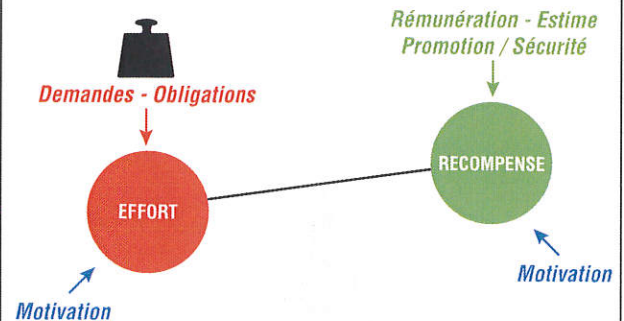 Rémunération - Estime
Promotion / Sécurité
Demandes - Obligations
RECOMPENSE
EFFORT
Motivation
Motivation